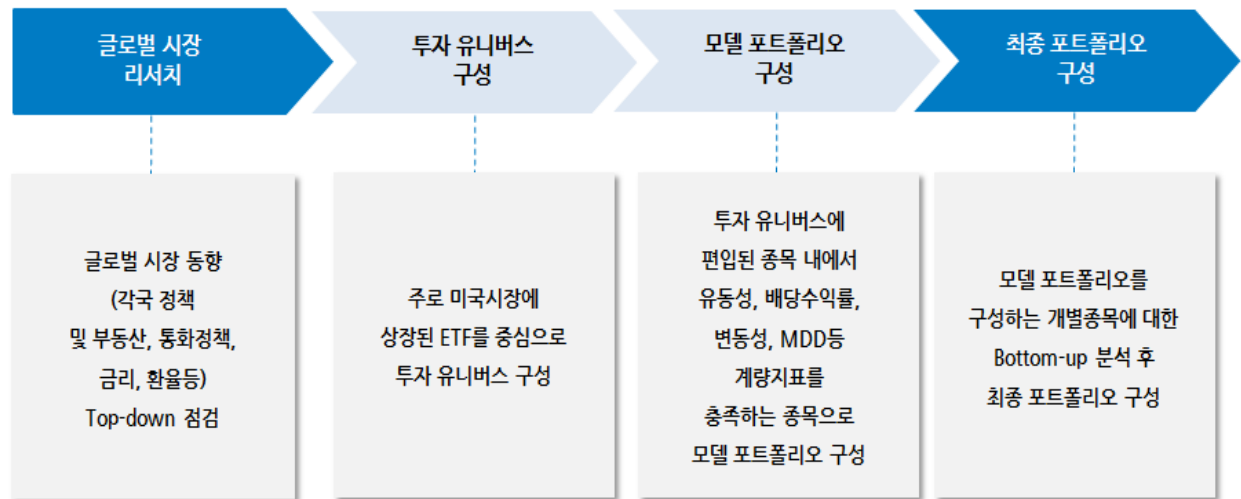 글로벌 시장
리서치
투자 유니버스
구성
모델 포트폴리오
구성
최종 포트폴리오
구성
글로벌 시장 동향
(각국 정책
및 부동산, 통화정책,
금리, 환율등)
Top-down 점검
주로 미국시장에
상장된 ETF를 중심으로
투자 유니버스 구성
투자 유니버스에
편입된 종목 내에서
유동성, 배당수익률,
변동성, MDD등
계량지표를
충족하는 종목으로
모델 포트폴리오 구성
모델 포트폴리오를
구성하는 개별종목에 대한
Bottom-up 분석 후
최종 포트폴리오 구성